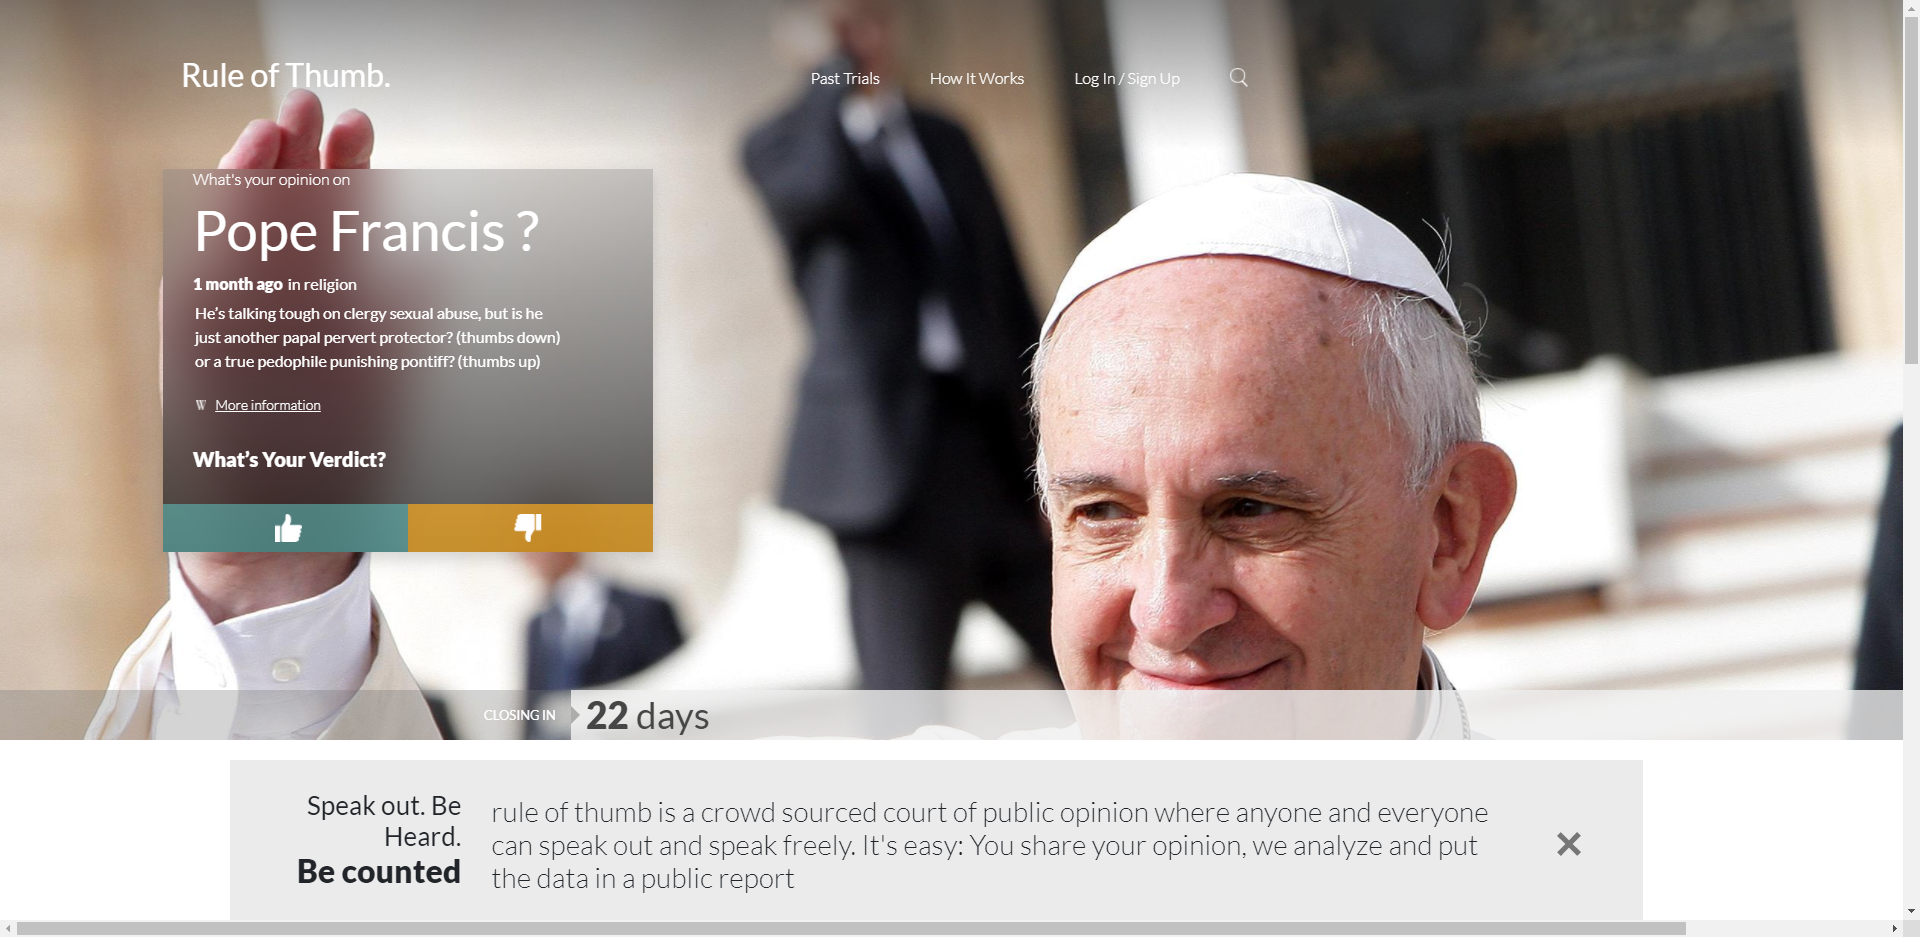 Rule of Thumb.
Past Trials
How It Works
Log In / Sign Up
What's your opinion on
Pope Francis ?
1 month ago in religion
He’s talking tough on clergy sexual abuse, but is he
just another papal pervert protector? (thumbs down)
or a true pedophile punishing pontiff? (thumbs up)
W More information
What’s Your Verdict?
CLOSING IN
22 days
Speak out. Be
Heard.
Be counted
rule of thumb is a crowd sourced court of public opinion where anyone and everyone
can speak out and speak freely. It's easy: You share your opinion, we analyze and put
the data in a public report